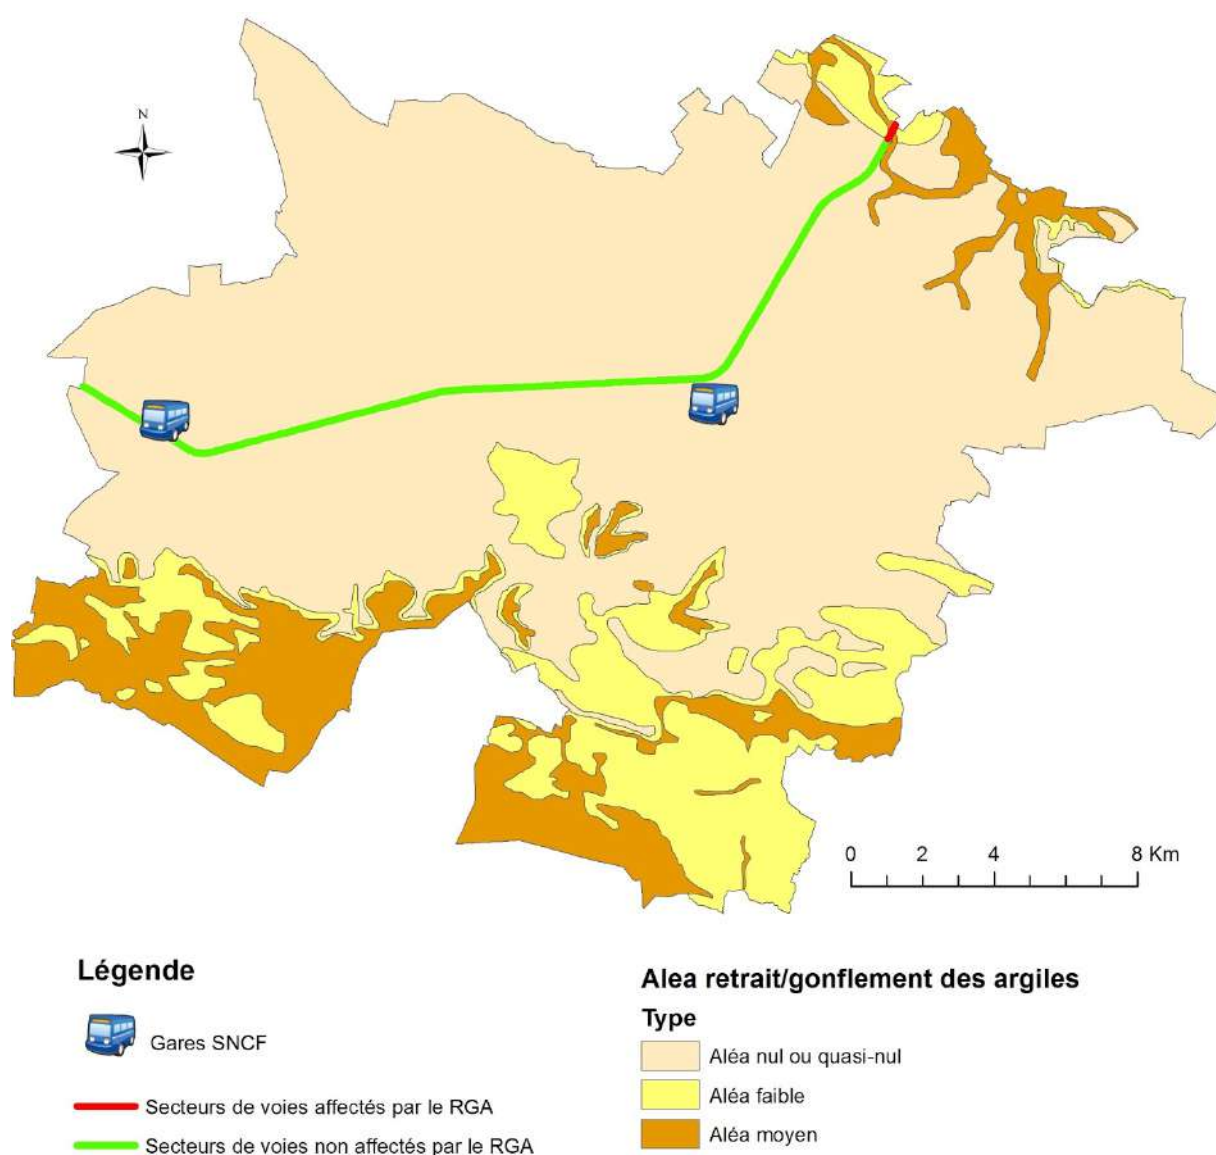 N
0 2 4 8 Km
Légende
Gares SNCF
Secteurs de voies affectés par le RGA
Secteurs de voies non affectés par le RGA
Alea retrait/gonflement des argiles
Type
Aléa nul ou quasi-nul
Aléa faible
Aléa moyen